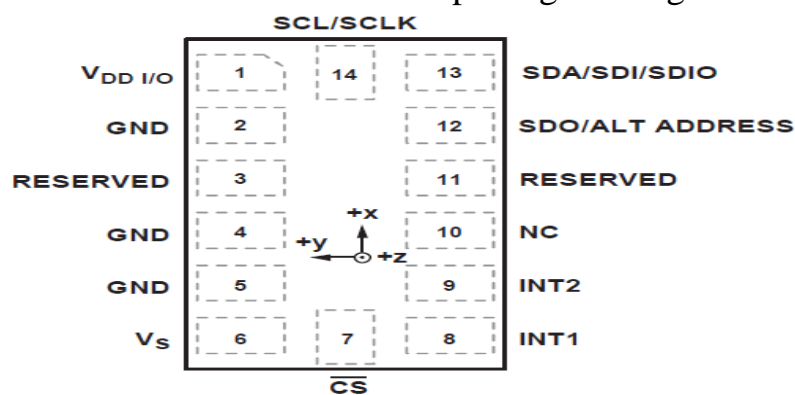 SCL/SCLK
VDD I/O 1 14 13 SDA/SDI/SDIO
GND 2 12 SDO/ALT ADDRESS
RESERVED 3 11 RESERVED
+x
GND 4 10 NC
+y +z
GND 5 9 INT2
VS 6 7 8 INT1
CS